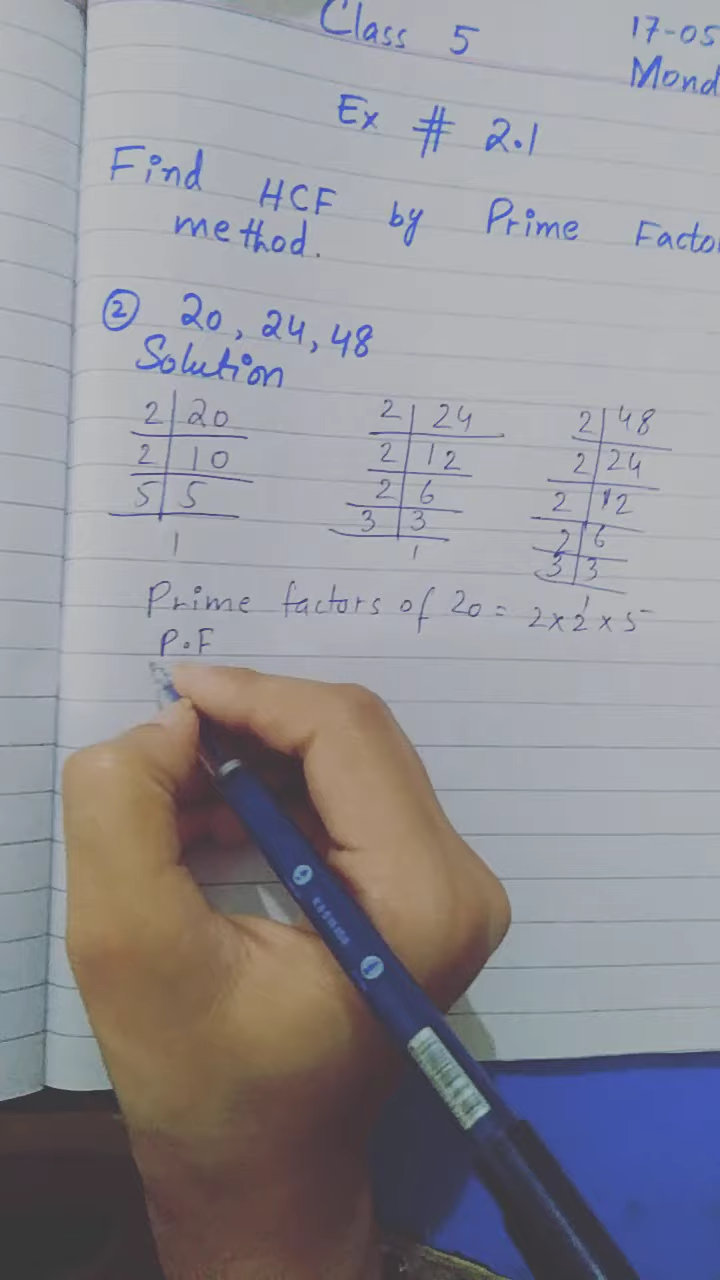 Class 5
17-05
Mond
Ex # 2.1
Find HCF by Prime Facto
method.
② 20, 24, 48
Solution
2 | 20
2 | 10
5 | 5
1
2 | 24
2 | 12
2 | 6
3 | 3
1
2 | 48
2 | 24
2 | 12
2 | 6
3 | 3
1
Prime factors of 20 = 2 x 2 x 5
P.F